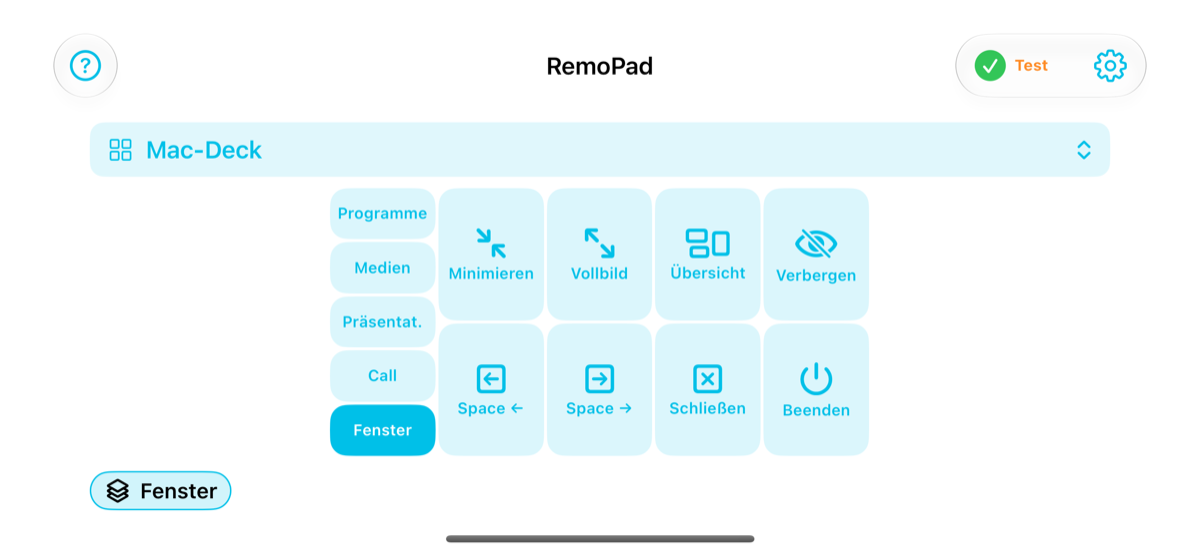 RemoPad
Test
Mac-Deck
Programme
Medien
Präsentat.
Call
Fenster
Minimieren
Vollbild
Übersicht
Verbergen
Space ←
Space →
Schließen
Beenden
Fenster